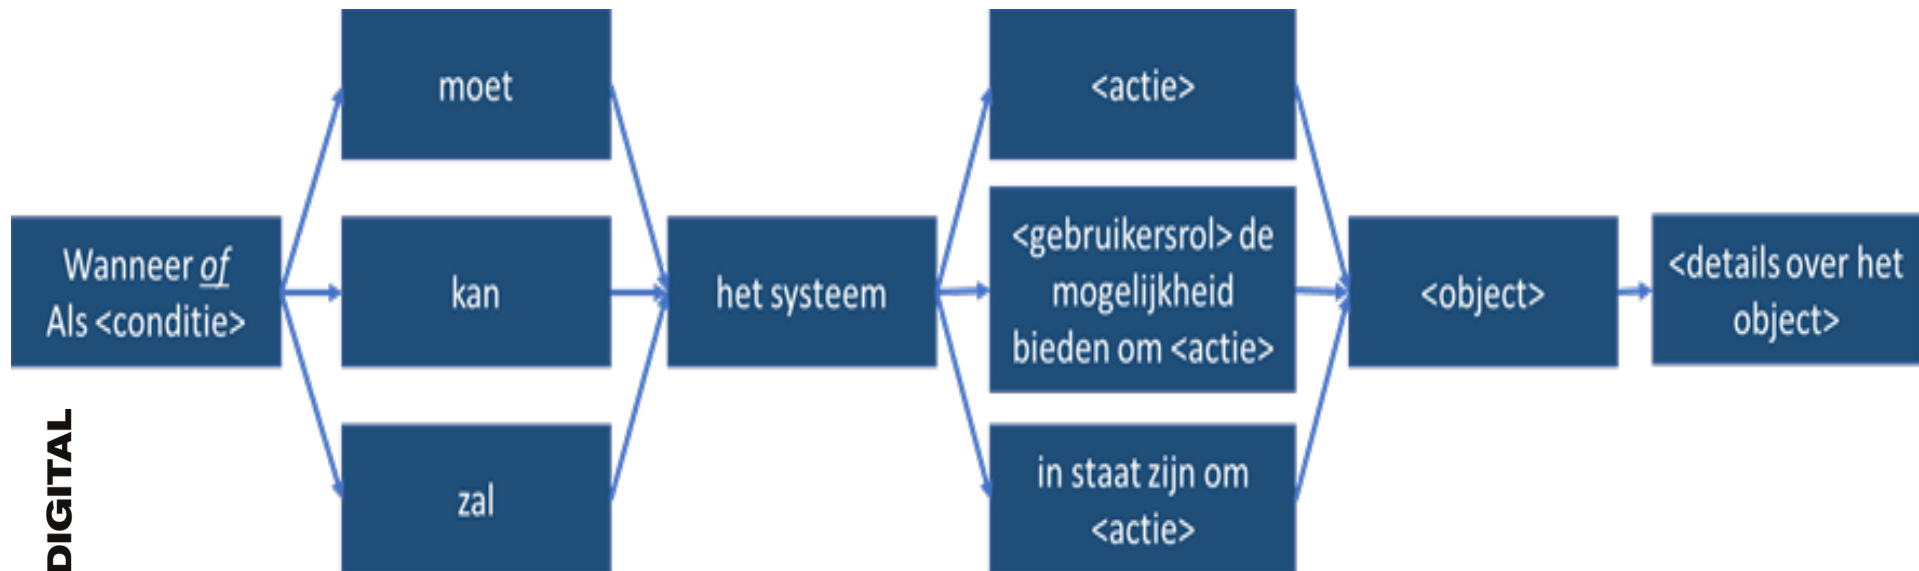 moet
<actie>
Wanneer of
Als <conditie>
kan
het systeem
<gebruikersrol> de
mogelijkheid
bieden om <actie>
<object>
<details over het
object>
zal
in staat zijn om
<actie>
DIGITAL